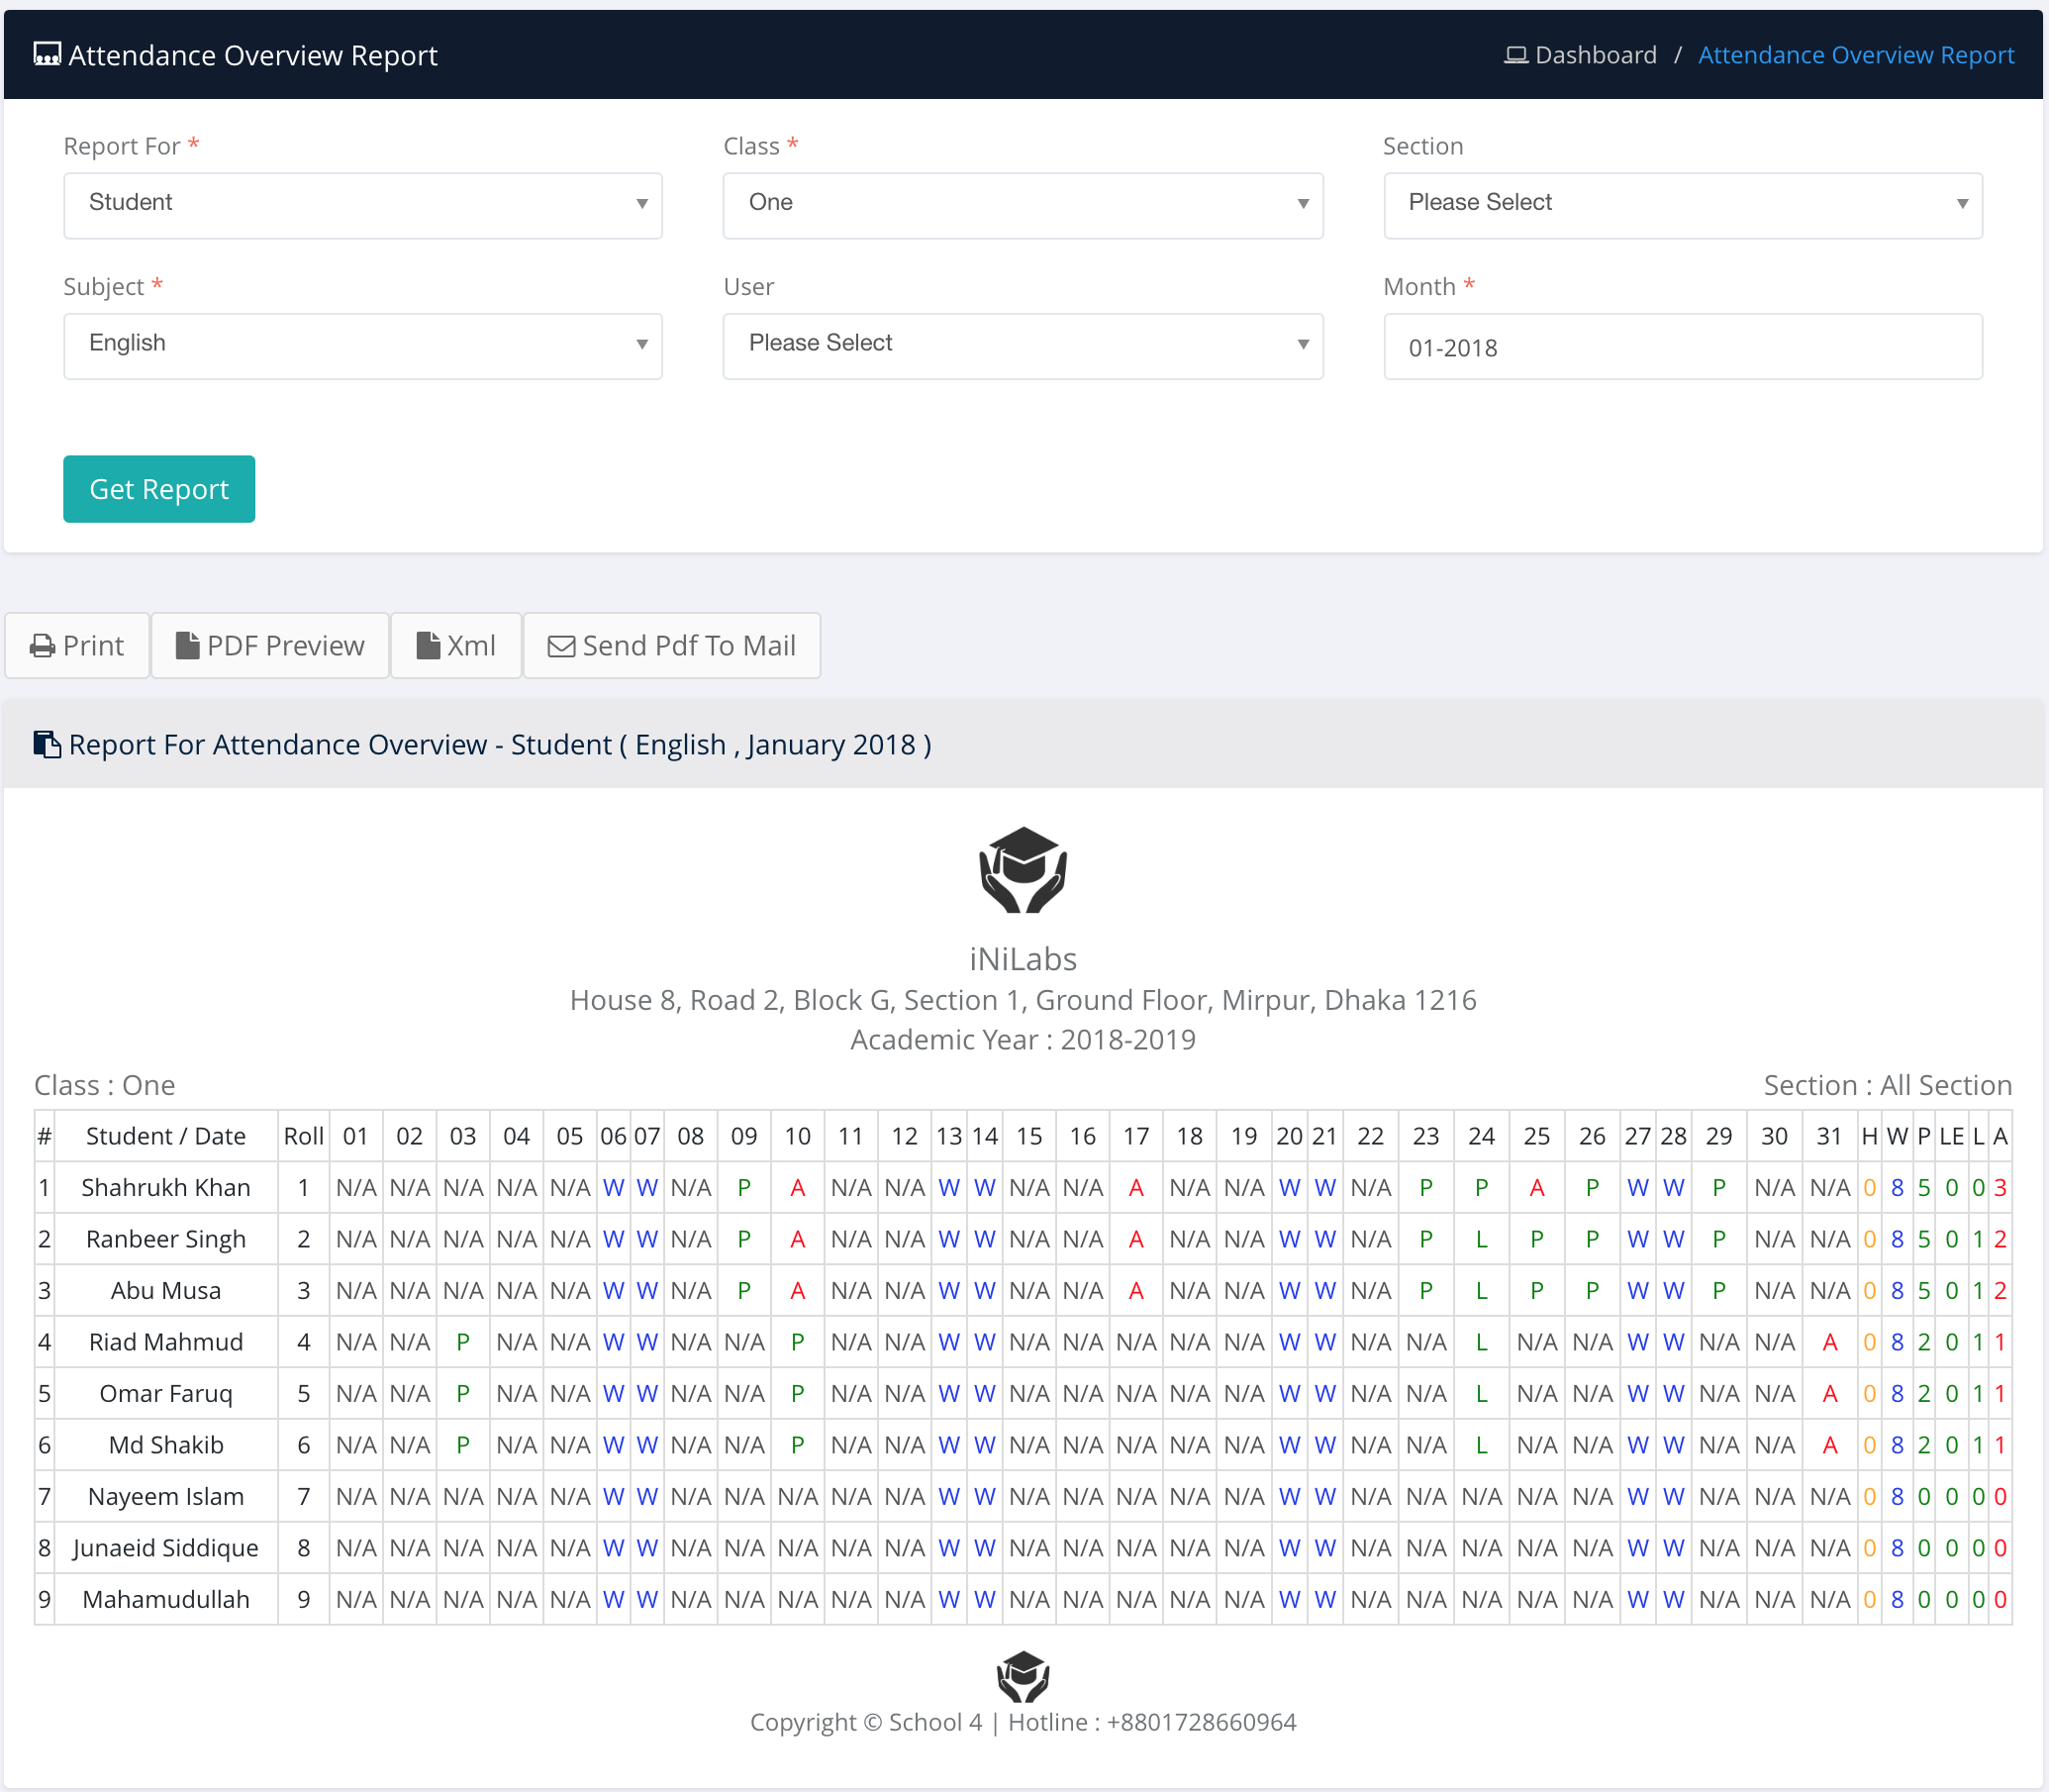 Attendance Overview Report
Dashboard / Attendance Overview Report
Report For * Class * Section
Student One Please Select
Subject * User Month *
English Please Select 01-2018
Get Report
Print PDF Preview Xml Send Pdf To Mail
Report For Attendance Overview - Student ( English , January 2018 )
iNiLabs
House 8, Road 2, Block G, Section 1, Ground Floor, Mirpur, Dhaka 1216
Academic Year : 2018-2019
Class : One Section : All Section
# Student / Date Roll 01 02 03 04 05 06 07 08 09 10 11 12 13 14 15 16 17 18 19 20 21 22 23 24 25 26 27 28 29 30 31 H W P LE L A
1 Shahrukh Khan 1 N/A N/A N/A N/A N/A W W N/A P A N/A N/A W W N/A N/A A N/A N/A W W N/A P P A P W W P N/A N/A 0 8 5 0 0 3
2 Ranbeer Singh 2 N/A N/A N/A N/A N/A W W N/A P A N/A N/A W W N/A N/A A N/A N/A W W N/A P L P P W W P N/A N/A 0 8 5 0 1 2
3 Abu Musa 3 N/A N/A N/A N/A N/A W W N/A P A N/A N/A W W N/A N/A A N/A N/A W W N/A P L P P W W P N/A N/A 0 8 5 0 1 2
4 Riad Mahmud 4 N/A N/A P N/A N/A W W N/A N/A P N/A N/A W W N/A N/A N/A N/A N/A W W N/A N/A L N/A N/A W W N/A N/A A 0 8 2 0 1 1
5 Omar Faruq 5 N/A N/A P N/A N/A W W N/A N/A P N/A N/A W W N/A N/A N/A N/A N/A W W N/A N/A L N/A N/A W W N/A N/A A 0 8 2 0 1 1
6 Md Shakib 6 N/A N/A P N/A N/A W W N/A N/A P N/A N/A W W N/A N/A N/A N/A N/A W W N/A N/A L N/A N/A W W N/A N/A A 0 8 2 0 1 1
7 Nayeem Islam 7 N/A N/A N/A N/A N/A W W N/A N/A N/A N/A N/A W W N/A N/A N/A N/A N/A W W N/A N/A N/A N/A N/A W W N/A N/A N/A 0 8 0 0 0 0
8 Junaeid Siddique 8 N/A N/A N/A N/A N/A W W N/A N/A N/A N/A N/A W W N/A N/A N/A N/A N/A W W N/A N/A N/A N/A N/A W W N/A N/A N/A 0 8 0 0 0 0
9 Mahamudullah 9 N/A N/A N/A N/A N/A W W N/A N/A N/A N/A N/A W W N/A N/A N/A N/A N/A W W N/A N/A N/A N/A N/A W W N/A N/A N/A 0 8 0 0 0 0
Copyright © School 4 | Hotline : +8801728660964